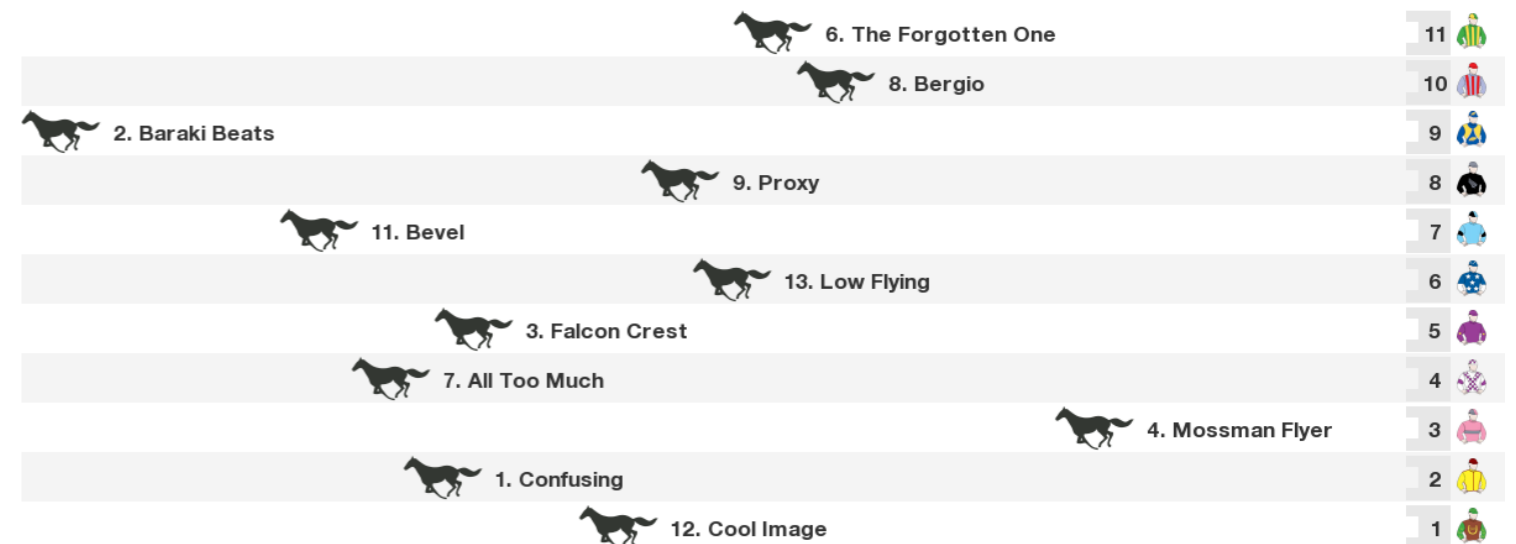 6. The Forgotten One 11
8. Bergio 10
2. Baraki Beats 9
9. Proxy 8
11. Bevel 7
13. Low Flying 6
3. Falcon Crest 5
7. All Too Much 4
4. Mossman Flyer 3
1. Confusing 2
12. Cool Image 1